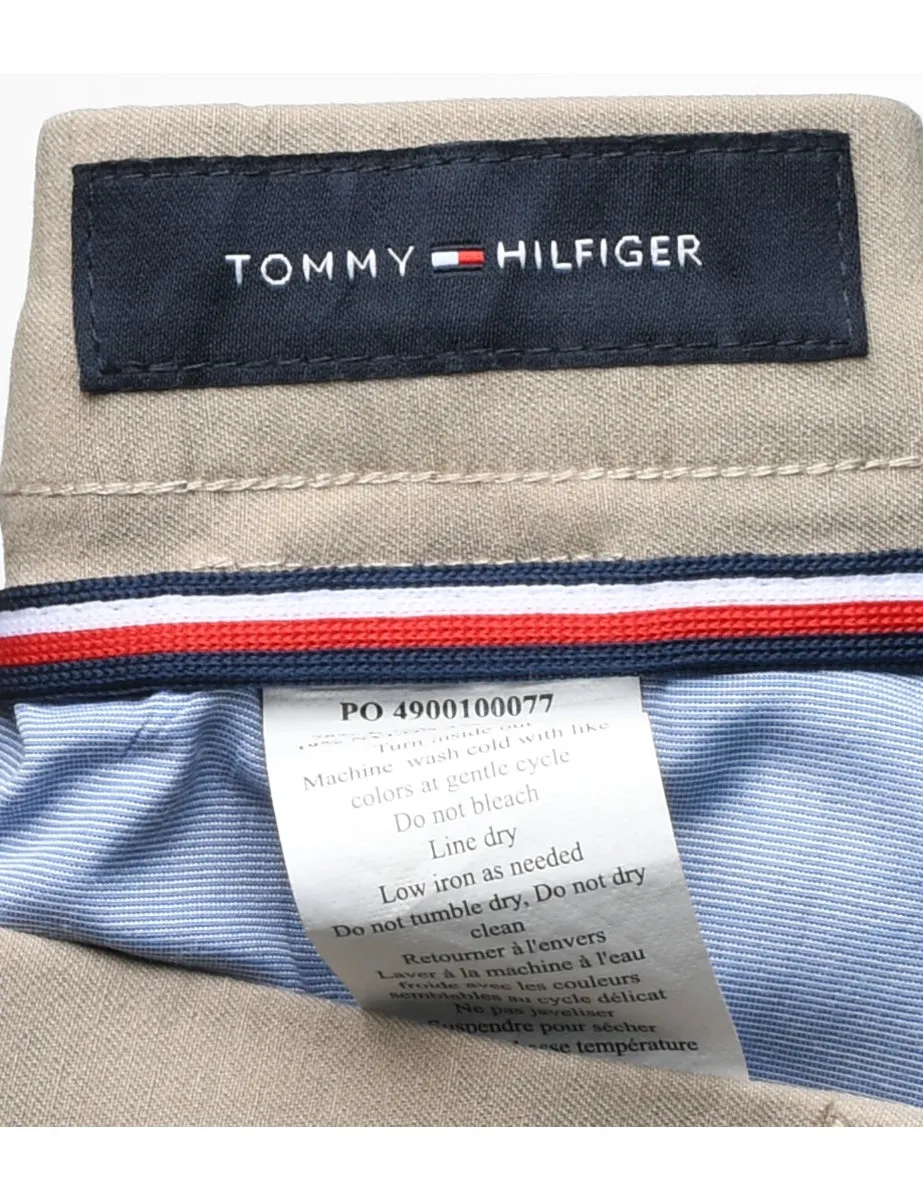 TOMMY HILFIGER
PO 4900100077
Turn inside out
Machine wash cold with like
colors at gentle cycle
Do not bleach
Line dry
Low iron as needed
Do not tumble dry, Do not dry
clean
Retourner à l'envers
Laver à la machine à l'eau
froide avec les couleurs
semblables au cycle délicat
Ne pas javeliser
Suspendre pour sécher
température